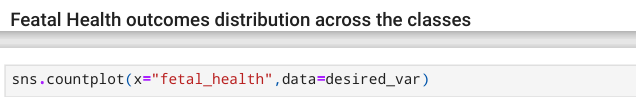 Featal Health outcomes distribution across the classes
sns.countplot(x="fetal_health",data=desired_var)